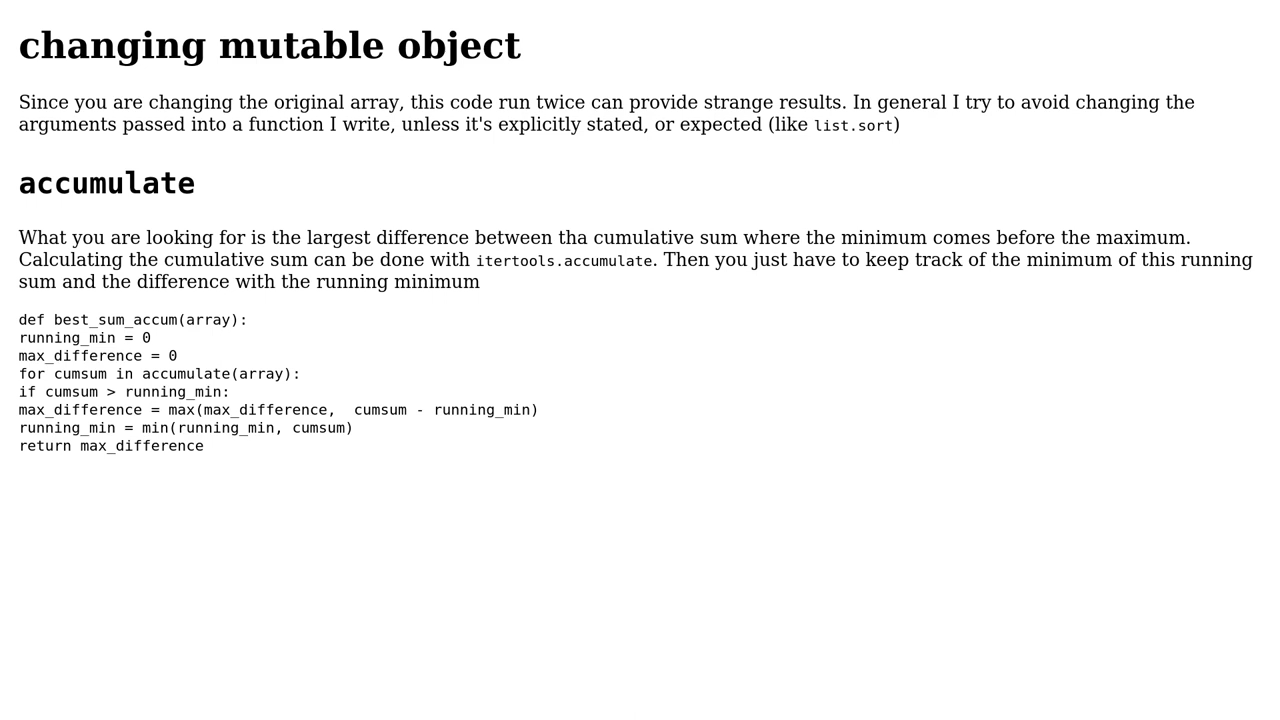 changing mutable object
Since you are changing the original array, this code run twice can provide strange results. In general I try to avoid changing the
arguments passed into a function I write, unless it's explicitly stated, or expected (like list.sort)
accumulate
What you are looking for is the largest difference between tha cumulative sum where the minimum comes before the maximum.
Calculating the cumulative sum can be done with itertools.accumulate. Then you just have to keep track of the minimum of this running
sum and the difference with the running minimum
def best_sum_accum(array):
running_min = 0
max_difference = 0
for cumsum in accumulate(array):
if cumsum > running_min:
max_difference = max(max_difference,  cumsum - running_min)
running_min = min(running_min, cumsum)
return max_difference